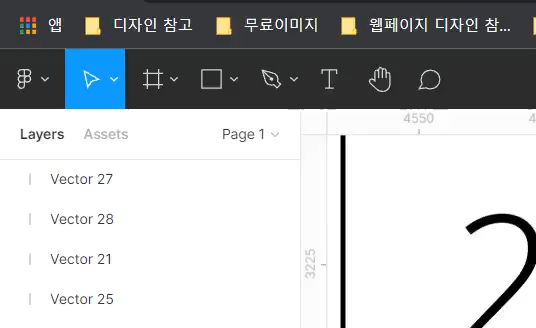 앱 디자인 참고 무료이미지 웹페이지 디자인 참...
T
Layers Assets Page 1
4550
Vector 27
Vector 28
Vector 21
Vector 25
3225
2